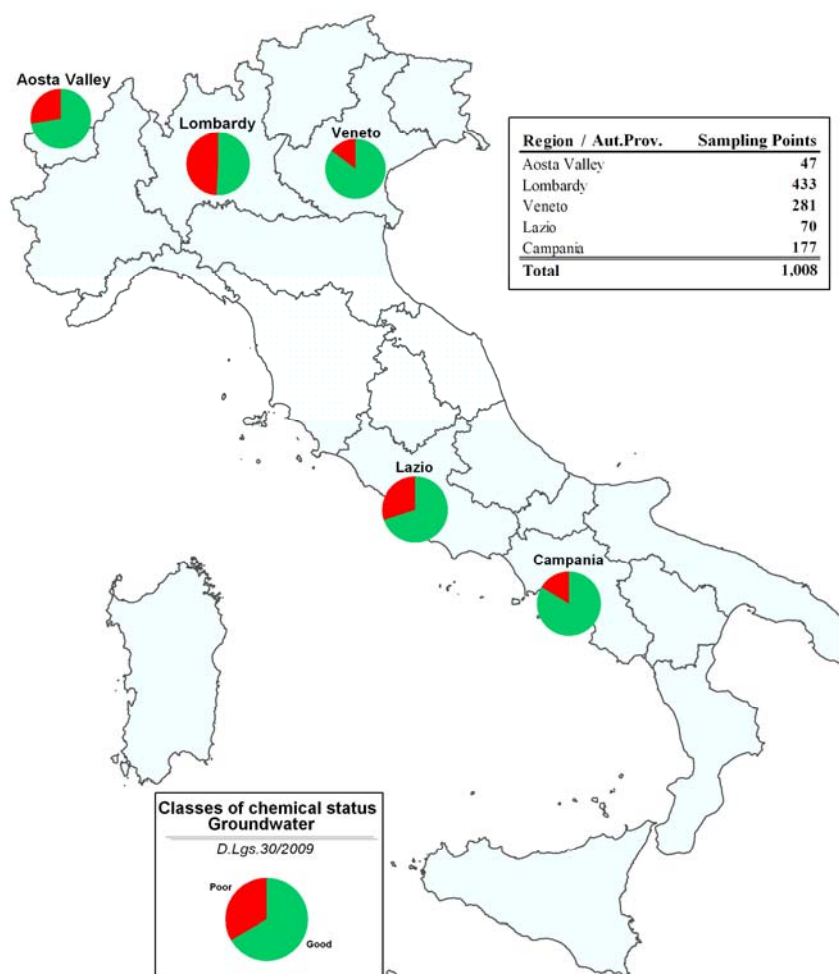 Aosta Valley
Lombardy
Veneto
Region / Aut.Prov. Sampling Points
Aosta Valley 47
Lombardy 433
Veneto 281
Lazio 70
Campania 177
Total 1,008
Lazio
Campania
Classes of chemical status
Groundwater
D.Lgs.30/2009
Poor
Good